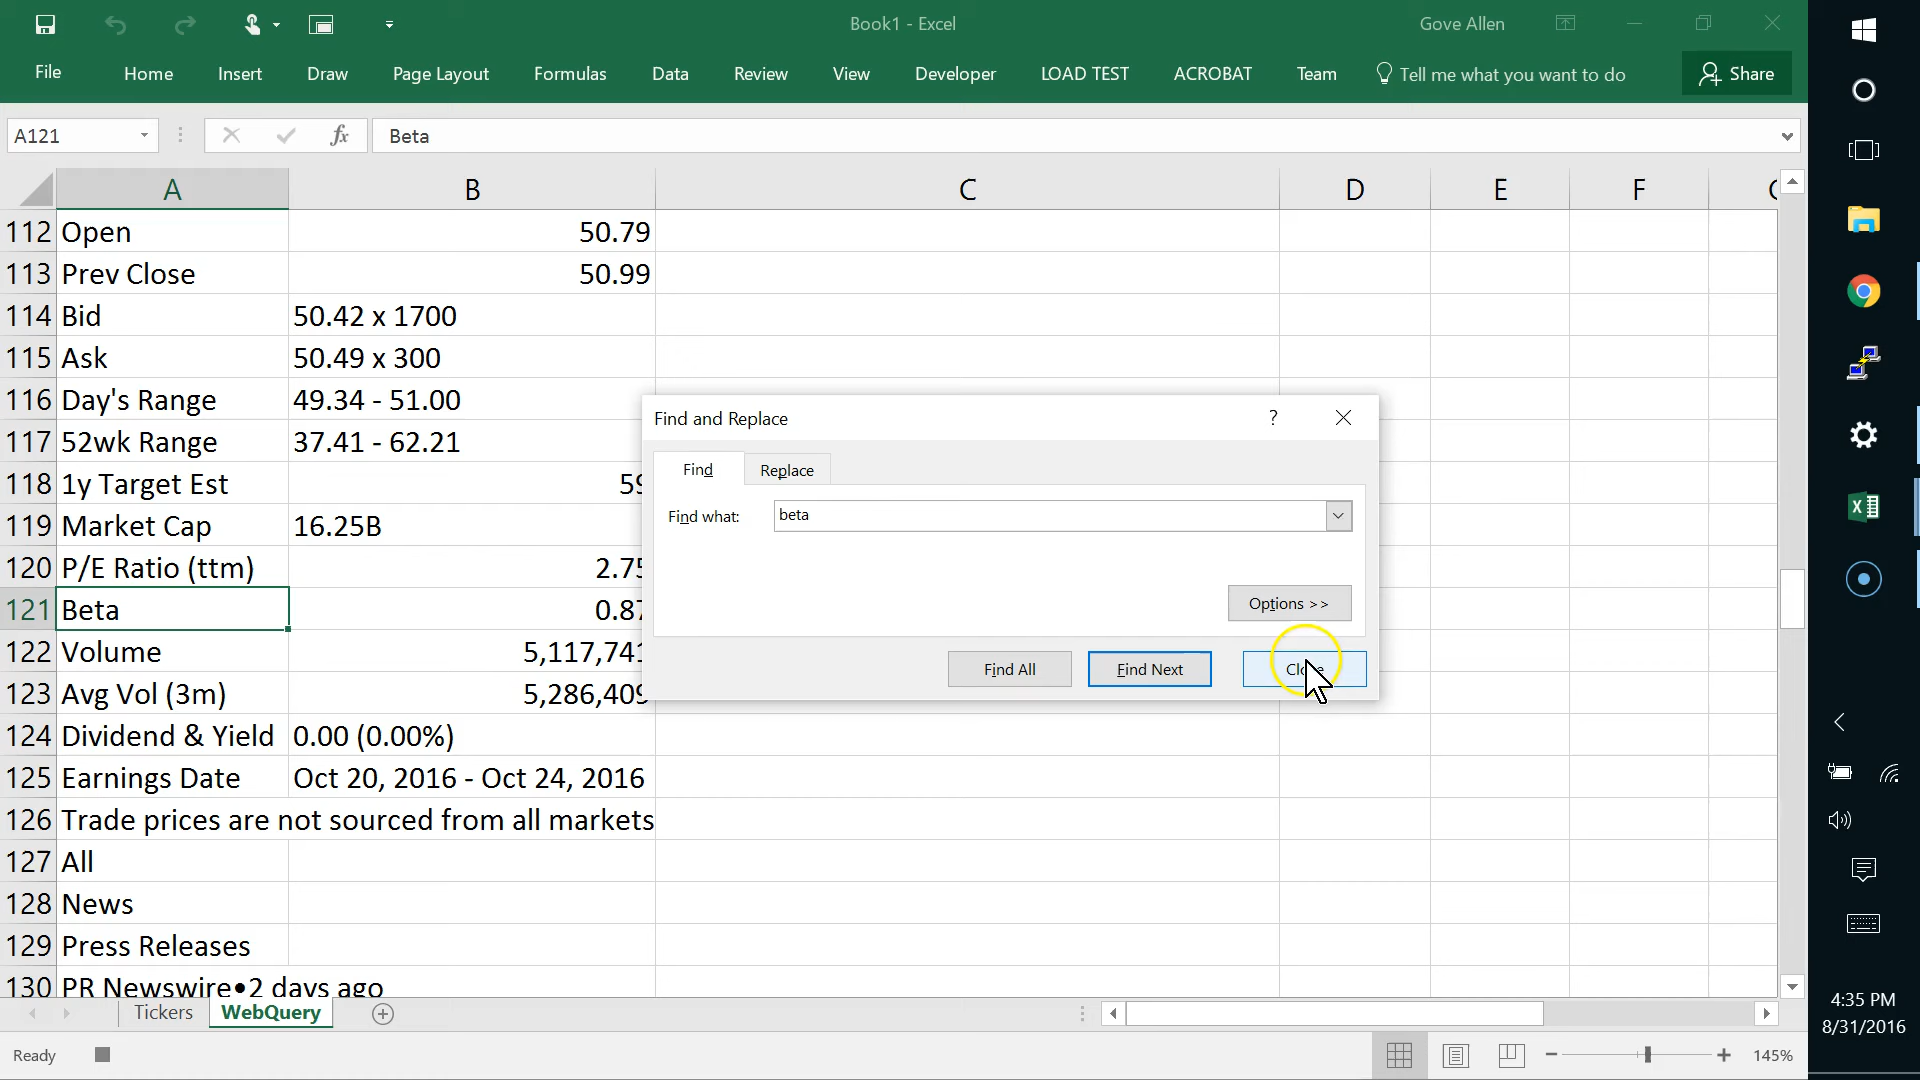 Book1 - Excel
Gove Allen
File Home Insert Draw Page Layout Formulas Data Review View Developer LOAD TEST ACROBAT Team Tell me what you want to do Share
A121 fx Beta
A B C D E F
112 Open 50.79
113 Prev Close 50.99
114 Bid 50.42 x 1700
115 Ask 50.49 x 300
116 Day's Range 49.34 - 51.00
117 52wk Range 37.41 - 62.21
118 1y Target Est 59
119 Market Cap 16.25B
120 P/E Ratio (ttm) 2.75
121 Beta 0.87
122 Volume 5,117,741
123 Avg Vol (3m) 5,286,409
124 Dividend & Yield 0.00 (0.00%)
125 Earnings Date Oct 20, 2016 - Oct 24, 2016
126 Trade prices are not sourced from all markets
127 All
128 News
129 Press Releases
130 PR Newswire•2 days ago
Find and Replace ?
Find Replace
Find what: beta
Options >>
Find All Find Next Close
Tickers WebQuery
Ready
145%
4:35 PM
8/31/2016